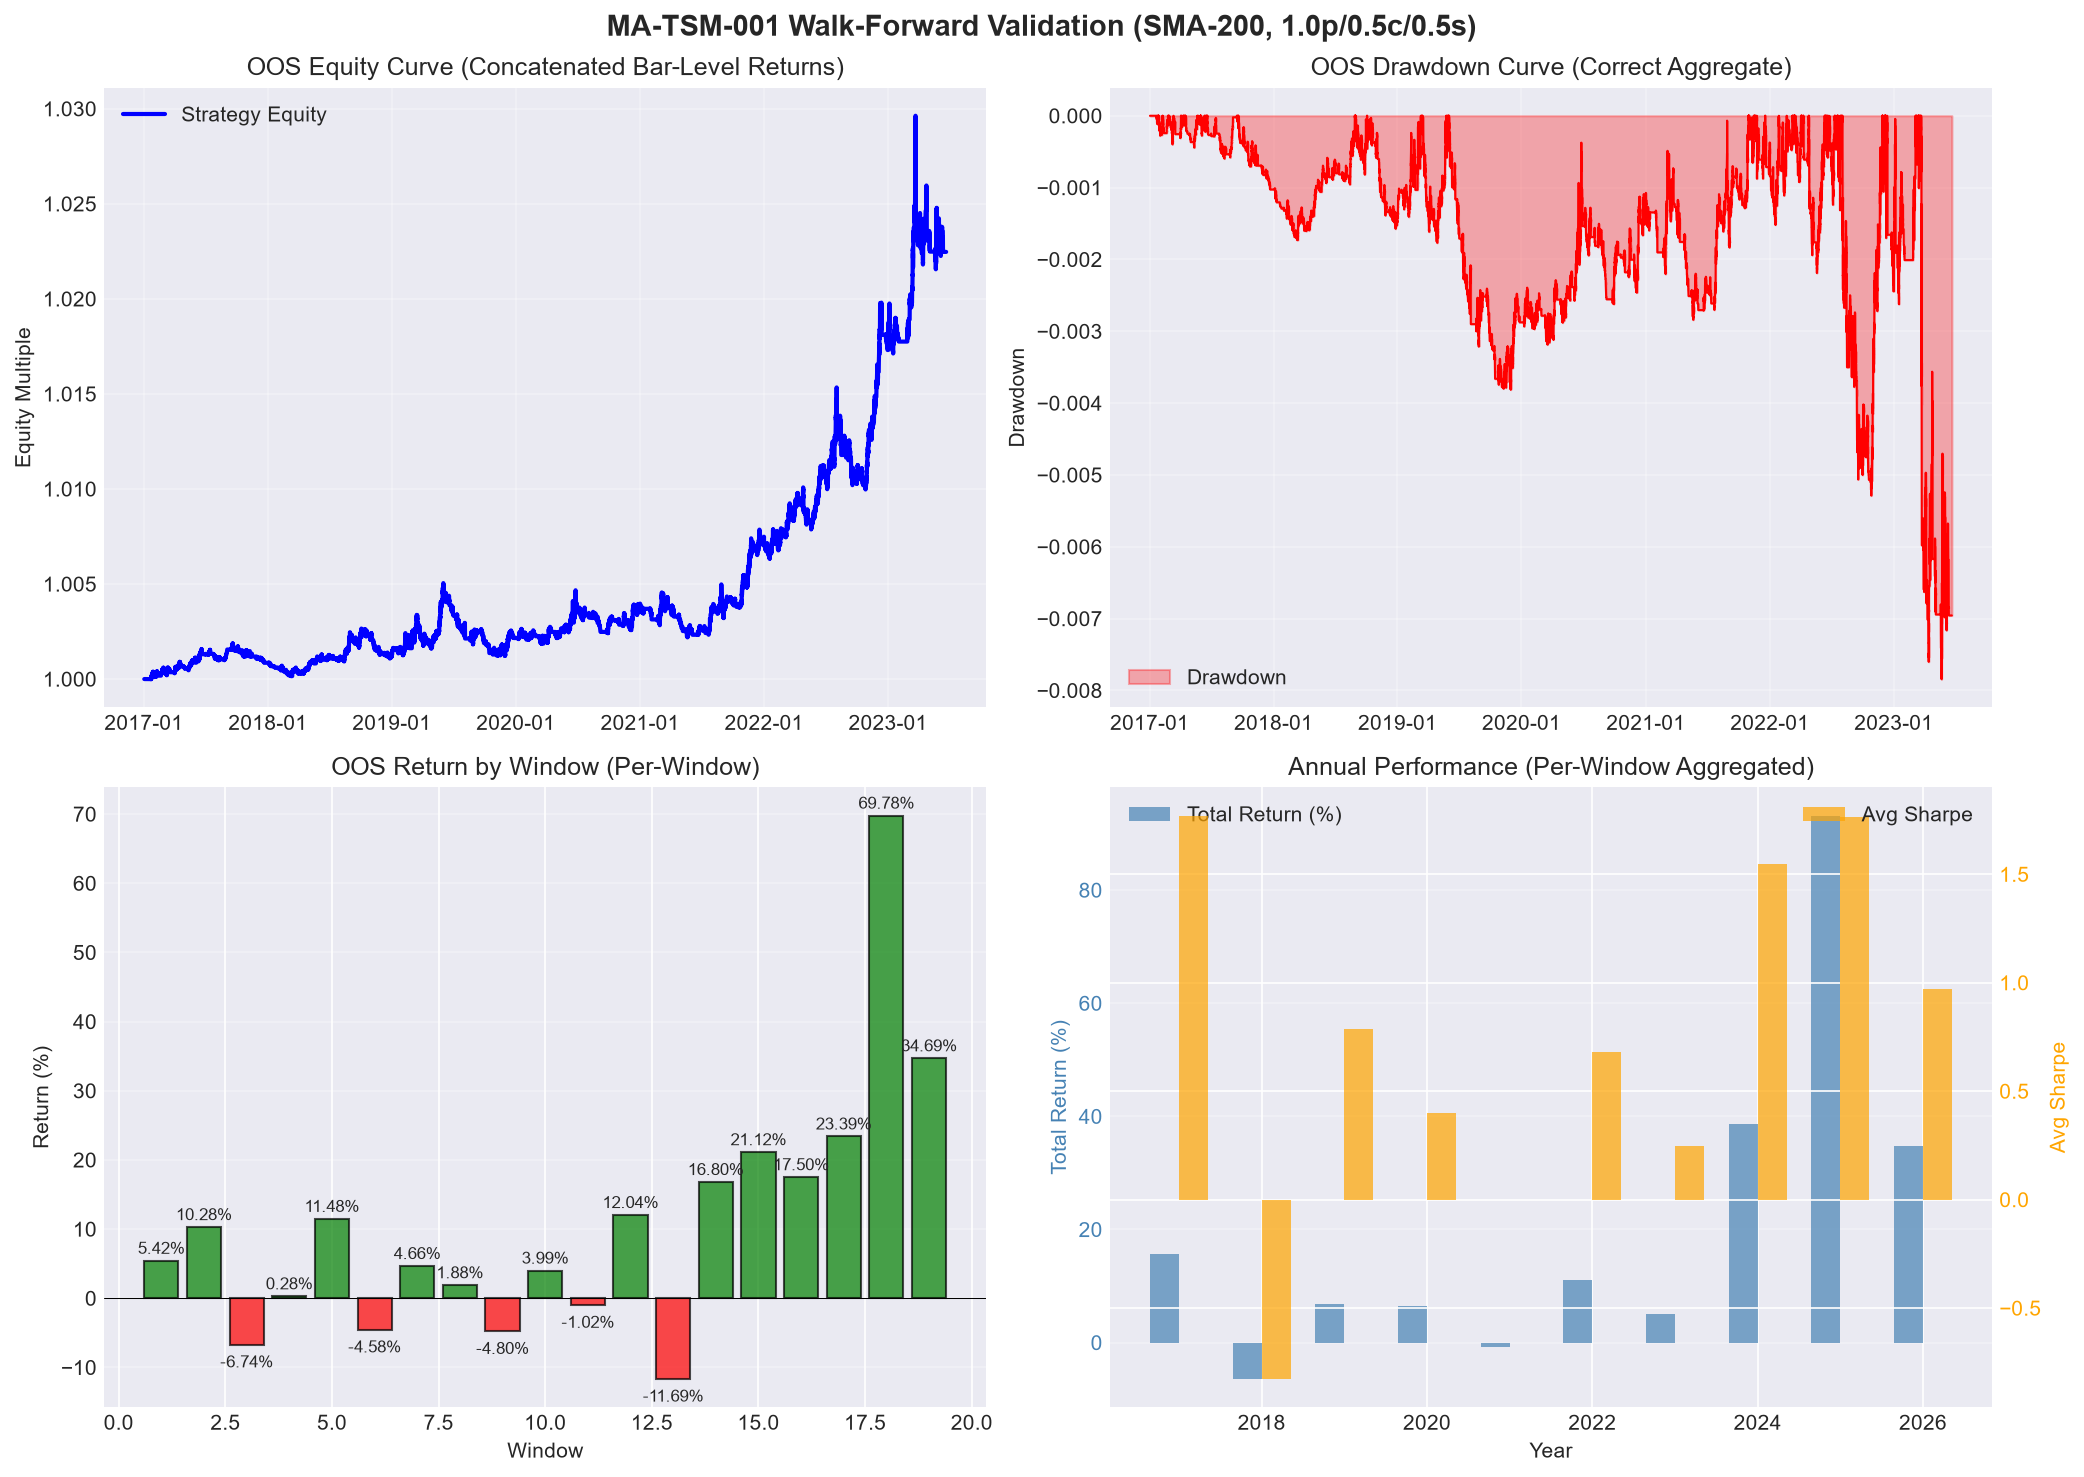 MA-TSM-001 Walk-Forward Validation (SMA-200, 1.0p/0.5c/0.5s)
OOS Equity Curve (Concatenated Bar-Level Returns)
Strategy Equity
Equity Multiple
1.030
1.025
1.020
1.015
1.010
1.005
1.000
2017-01 2018-01 2019-01 2020-01 2021-01 2022-01 2023-01
OOS Drawdown Curve (Correct Aggregate)
Drawdown
0.000
−0.001
−0.002
−0.003
−0.004
−0.005
−0.006
−0.007
−0.008
Drawdown
2017-01 2018-01 2019-01 2020-01 2021-01 2022-01 2023-01
OOS Return by Window (Per-Window)
Return (%)
70
60
50
40
30
20
10
0
−10
5.42%
10.28%
-6.74%
0.28%
11.48%
-4.58%
4.66%
1.88%
-4.80%
3.99%
-1.02%
12.04%
-11.69%
16.80%
21.12%
17.50%
23.39%
69.78%
34.69%
0.0 2.5 5.0 7.5 10.0 12.5 15.0 17.5 20.0
Window
Annual Performance (Per-Window Aggregated)
Total Return (%)
Avg Sharpe
Total Return (%)
80
60
40
20
0
1.5
1.0
0.5
0.0
−0.5
Avg Sharpe
2018 2020 2022 2024 2026
Year